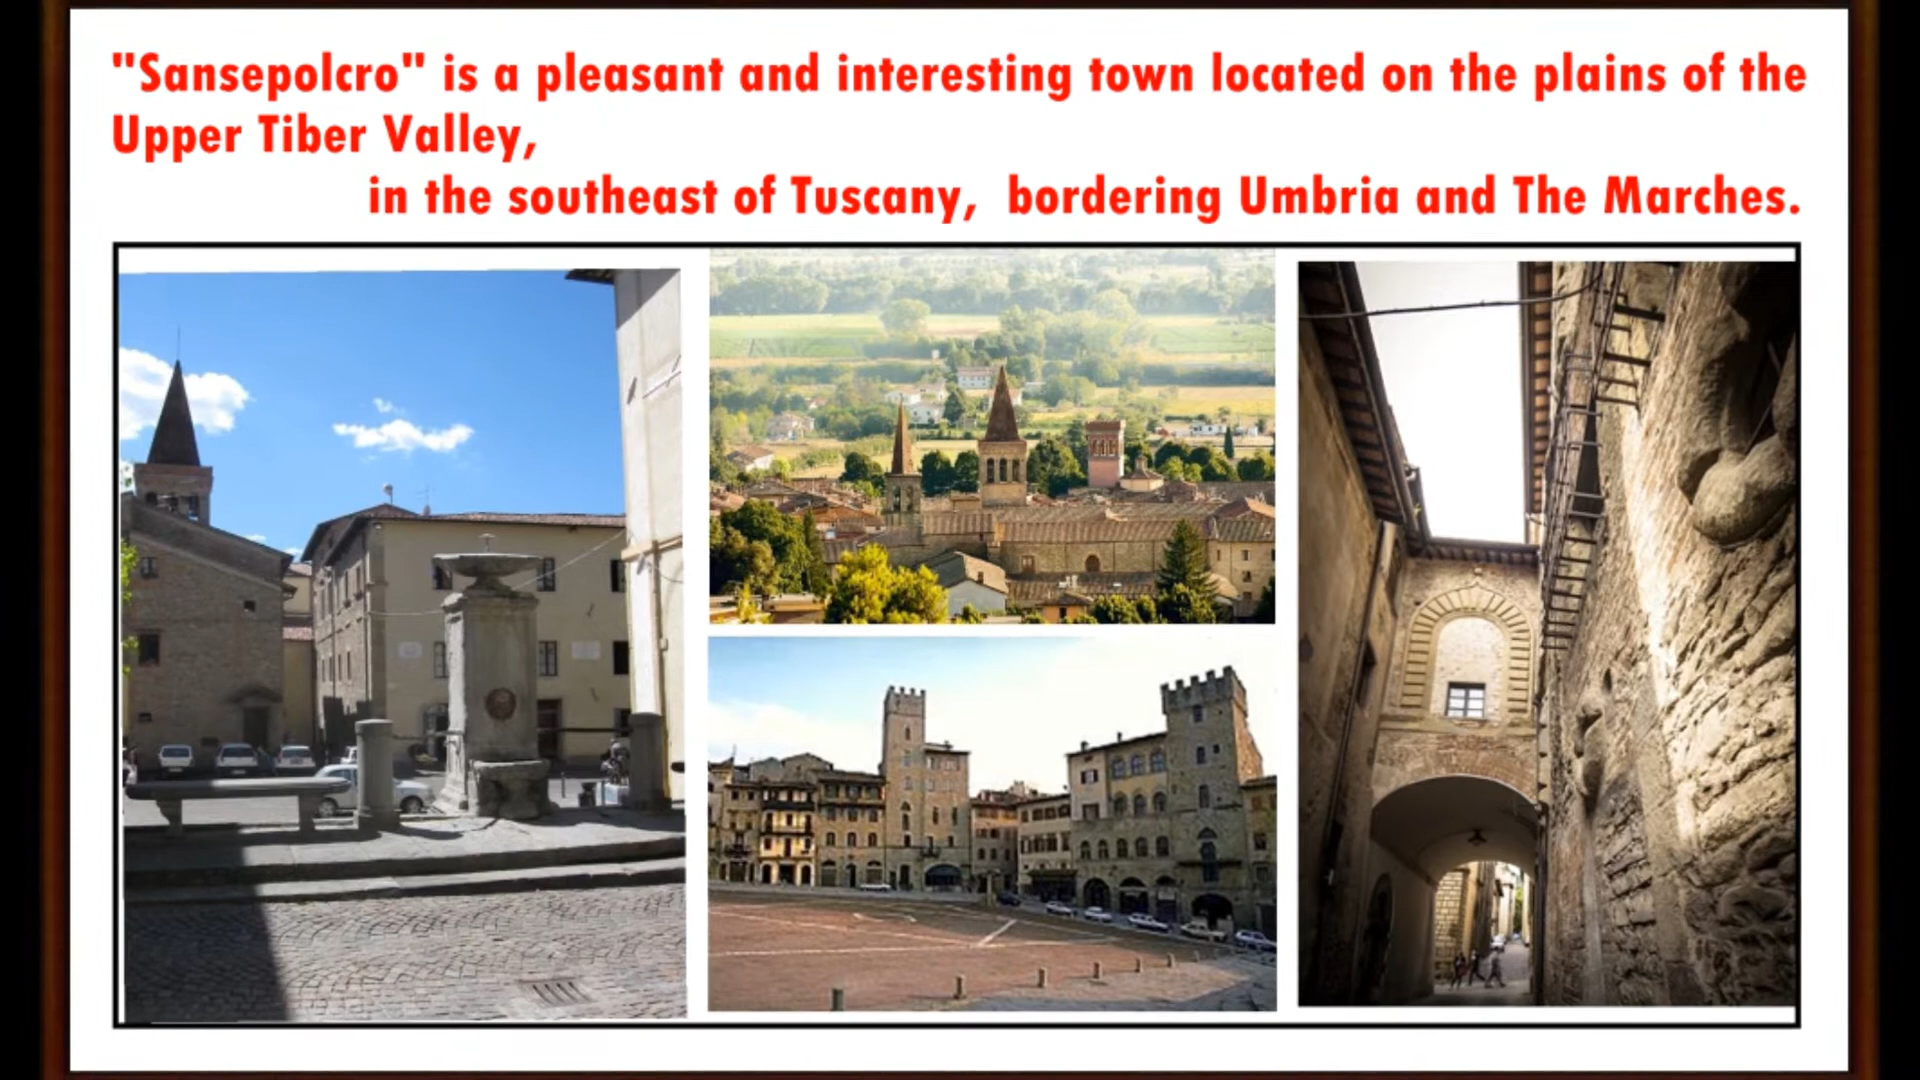 "Sansepolcro" is a pleasant and interesting town located on the plains of the
Upper Tiber Valley,
in the southeast of Tuscany, bordering Umbria and The Marches.